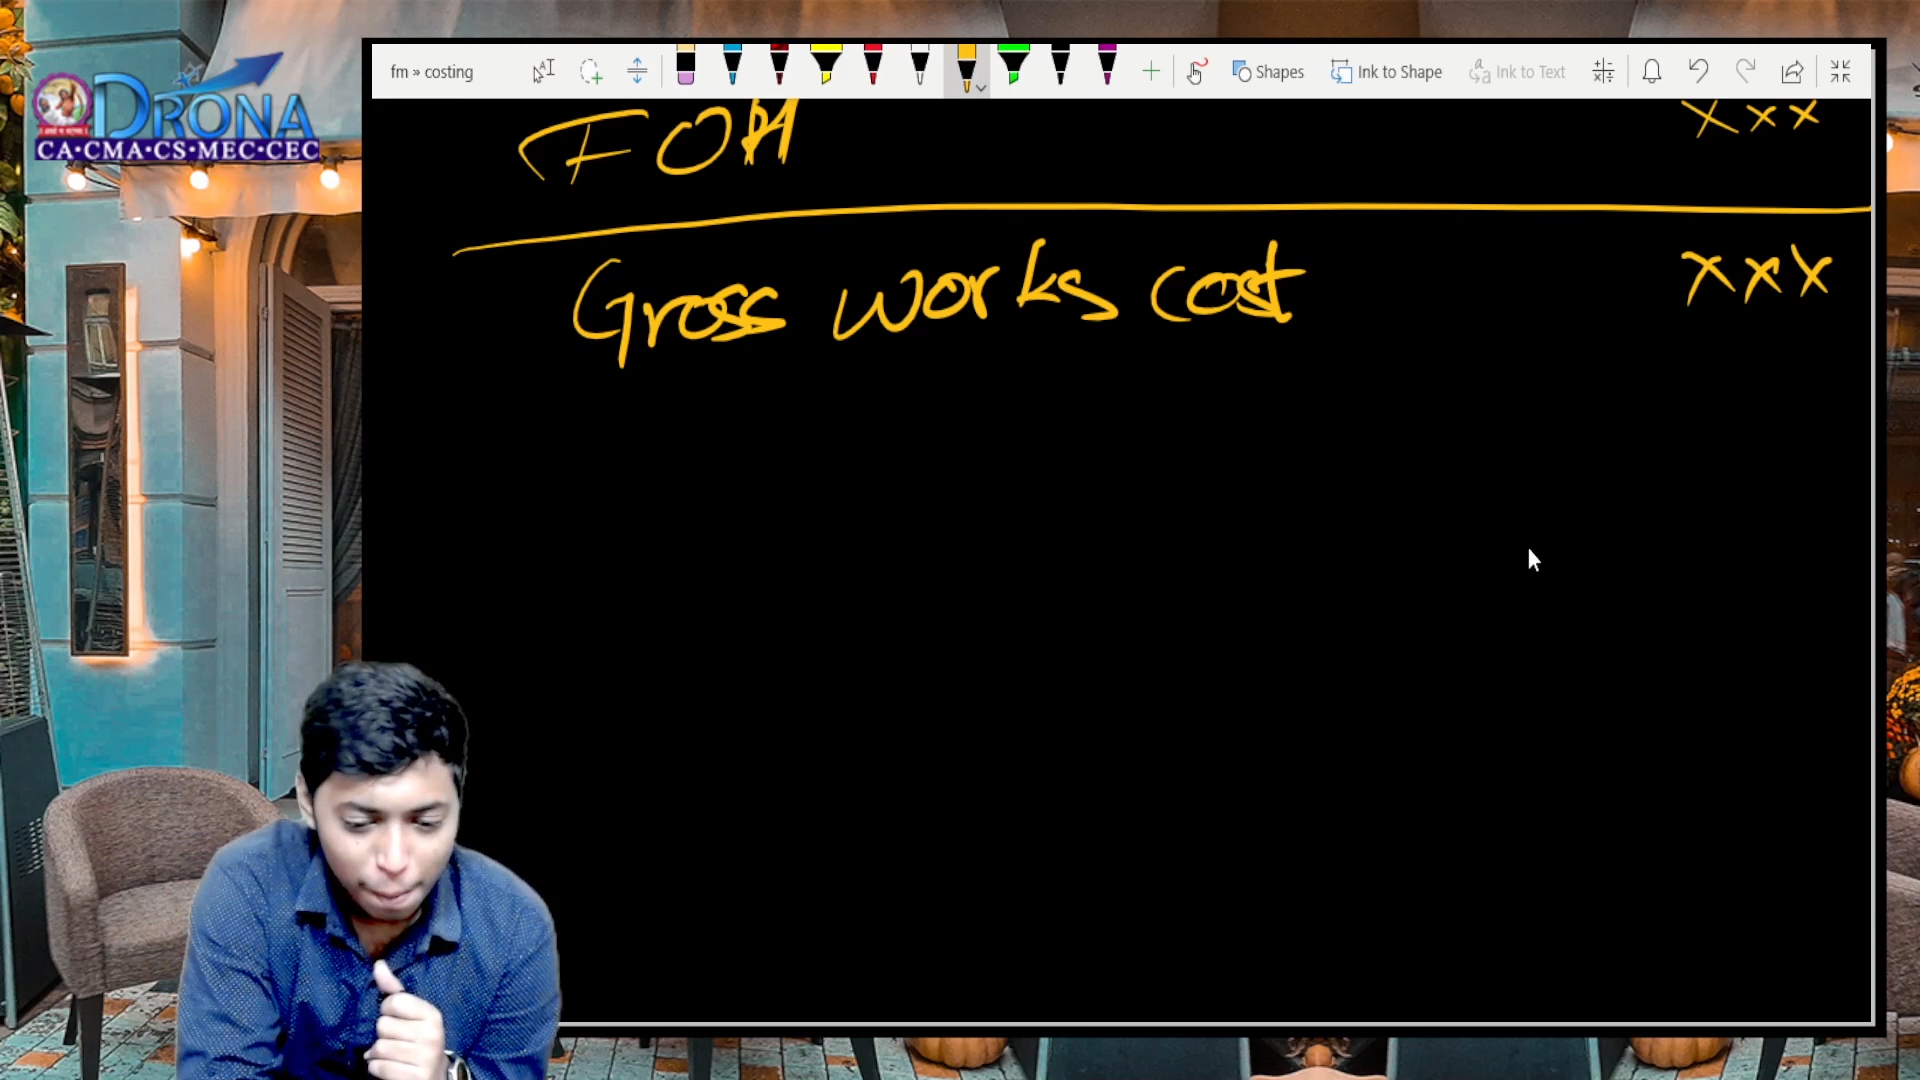 DRONA
CA•CMA•CS•MEC•CEC
fm » costing
Shapes
Ink to Shape
Ink to Text
FOH xxx
Gross works cost xxx